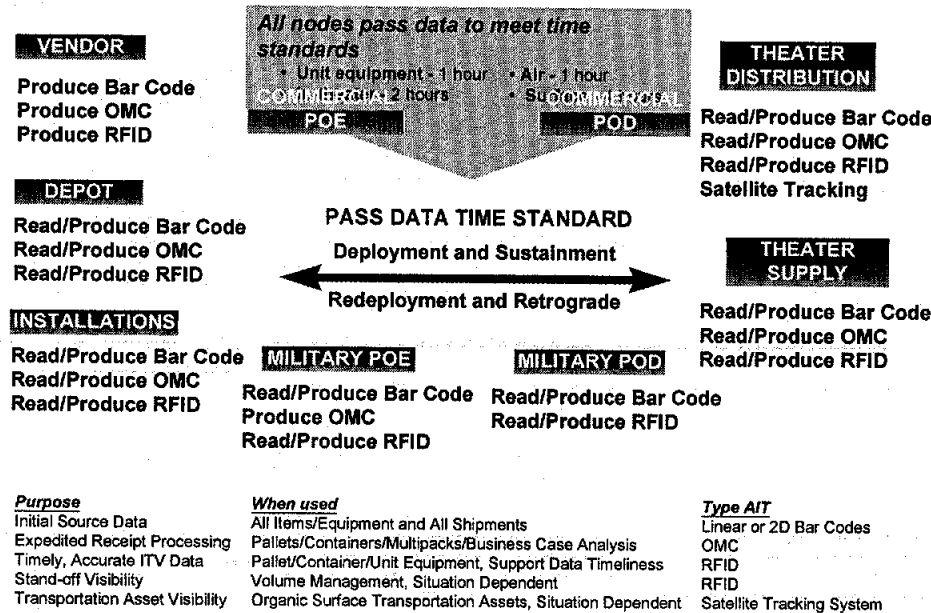 All nodes pass data to meet time
standards
• Unit equipment - 1 hour • Air - 1 hour
2 hours
COMMERCIAL
POE
COMMERCIAL
POD
VENDOR
Produce Bar Code
Produce OMC
Produce RFID
DEPOT
Read/Produce Bar Code
Read/Produce OMC
Read/Produce RFID
INSTALLATIONS
Read/Produce Bar Code
Read/Produce OMC
Read/Produce RFID
PASS DATA TIME STANDARD
Deployment and Sustainment
Redeployment and Retrograde
MILITARY POE
Read/Produce Bar Code
Produce OMC
Read/Produce RFID
MILITARY POD
Read/Produce Bar Code
Read/Produce RFID
THEATER
DISTRIBUTION
Read/Produce Bar Code
Read/Produce OMC
Read/Produce RFID
Satellite Tracking
THEATER
SUPPLY
Read/Produce Bar Code
Read/Produce OMC
Read/Produce RFID
Purpose When used Type AIT
Initial Source Data All Items/Equipment and All Shipments Linear or 2D Bar Codes
Expedited Receipt Processing Pallets/Containers/Multipacks/Business Case Analysis OMC
Timely, Accurate ITV Data Pallet/Container/Unit Equipment, Support Data Timeliness RFID
Stand-off Visibility Volume Management, Situation Dependent RFID
Transportation Asset Visibility Organic Surface Transportation Assets, Situation Dependent Satellite Tracking System